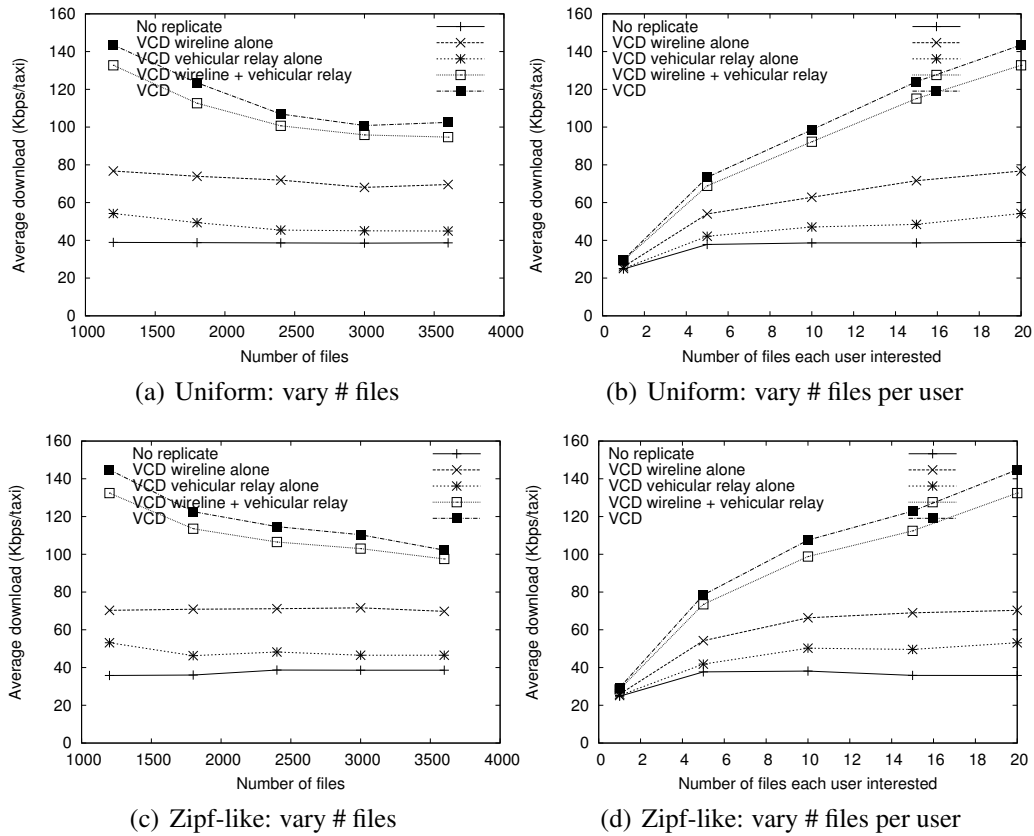 No replicate
VCD wireline alone
VCD vehicular relay alone
VCD wireline + vehicular relay
VCD
Average download (Kbps/taxi)
160
140
120
100
80
60
40
20
0
1000 1500 2000 2500 3000 3500 4000
Number of files
(a) Uniform: vary # files
No replicate
VCD wireline alone
VCD vehicular relay alone
VCD wireline + vehicular relay
VCD
Average download (Kbps/taxi)
160
140
120
100
80
60
40
20
0
0 2 4 6 8 10 12 14 16 18 20
Number of files each user interested
(b) Uniform: vary # files per user
No replicate
VCD wireline alone
VCD vehicular relay alone
VCD wireline + vehicular relay
VCD
Average download (Kbps/taxi)
160
140
120
100
80
60
40
20
0
1000 1500 2000 2500 3000 3500 4000
Number of files
(c) Zipf-like: vary # files
No replicate
VCD wireline alone
VCD vehicular relay alone
VCD wireline + vehicular relay
VCD
Average download (Kbps/taxi)
160
140
120
100
80
60
40
20
0
0 2 4 6 8 10 12 14 16 18 20
Number of files each user interested
(d) Zipf-like: vary # files per user